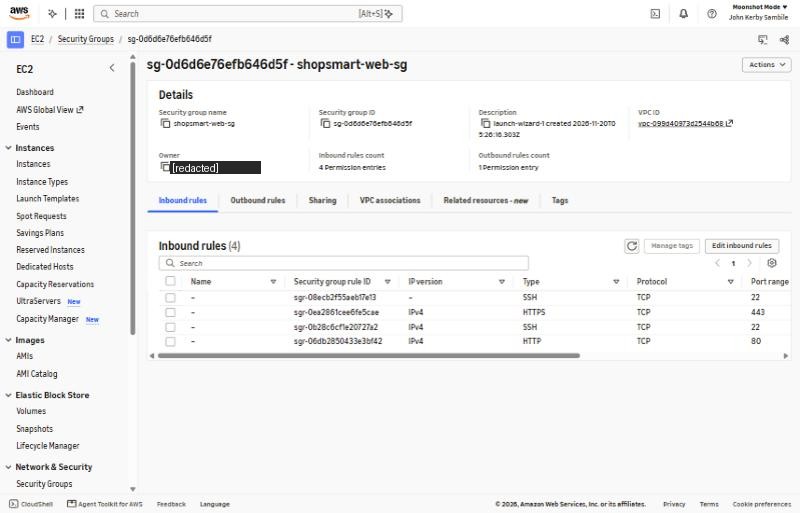 aws
Search [Alt+S]
Moonshot Mode ▼
John Kerby Sambile
EC2 / Security Groups / sg-0d6d6e76efb646d5f
EC2
Dashboard
AWS Global View
Events
Instances
Instances
Instance Types
Launch Templates
Spot Requests
Savings Plans
Reserved Instances
Dedicated Hosts
Capacity Reservations
UltraServers New
Capacity Manager New
Images
AMIs
AMI Catalog
Elastic Block Store
Volumes
Snapshots
Lifecycle Manager
Network & Security
Security Groups
sg-0d6d6e76efb646d5f - shopsmart-web-sg
Actions
Details
Security group name
shopsmart-web-sg
Security group ID
sg-0d6d6e76efb646d5f
Description
launch-wizard-1 created 2026-11-20T0
5:26:16.303Z
VPC ID
vpc-099d40973d2544b68
Owner
[redacted]
Inbound rules count
4 Permission entries
Outbound rules count
1 Permission entry
Inbound rules Outbound rules Sharing VPC associations Related resources - new Tags
Inbound rules (4)
Manage tags Edit inbound rules
Search
1
Name Security group rule ID IP version Type Protocol Port range
– sgr-08ecb2f55aeb17e13 – SSH TCP 22
– sgr-0ea2861cee6fe5cae IPv4 HTTPS TCP 443
– sgr-0b28c6cf1e20727a2 IPv4 SSH TCP 22
– sgr-06db2850433e3bf42 IPv4 HTTP TCP 80
CloudShell Agent Toolkit for AWS Feedback Language
© 2026, Amazon Web Services, Inc. or its affiliates. Privacy Terms Cookie preferences